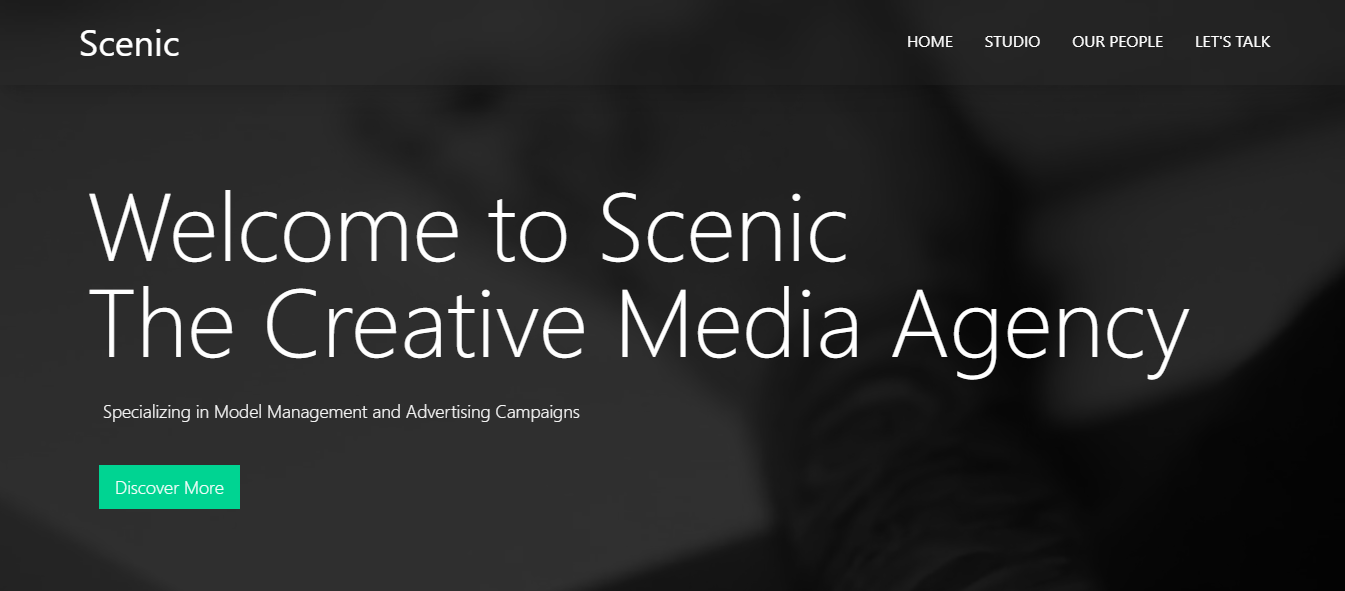 Scenic
HOME STUDIO OUR PEOPLE LET'S TALK
Welcome to Scenic
The Creative Media Agency
Specializing in Model Management and Advertising Campaigns
Discover More